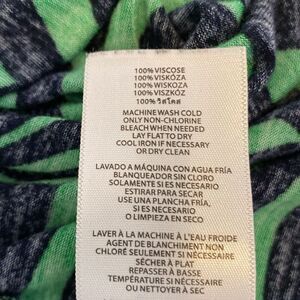 100% VISCOSE
100% VISKÓZA
100% WISKOZA
100% VISZKÓZ
100% วิสโคส
MACHINE WASH COLD
ONLY NON-CHLORINE
BLEACH WHEN NEEDED
LAY FLAT TO DRY
COOL IRON IF NECESSARY
OR DRY CLEAN
LAVADO A MÁQUINA CON AGUA FRÍA
BLANQUEADOR SIN CLORO
SOLAMENTE SI ES NECESARIO
ESTIRAR PARA SECAR
USE UNA PLANCHA FRÍA,
SI ES NECESARIO
O LIMPIEZA EN SECO
LAVER À LA MACHINE À L'EAU FROIDE
AGENT DE BLANCHIMENT NON
CHLORÉ SEULEMENT SI NÉCESSAIRE
SÉCHER À PLAT
REPASSER À BASSE
TEMPÉRATURE SI NÉCESSAIRE
OU NETTOYER À SEC